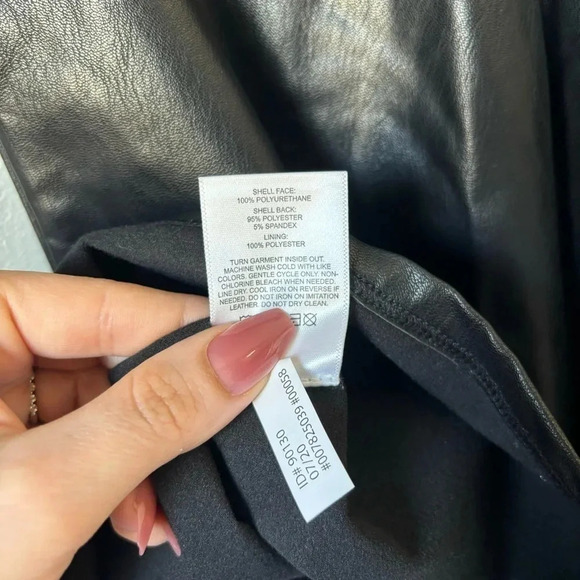 SHELL FACE:
100% POLYURETHANE
SHELL BACK:
95% POLYESTER
5% SPANDEX
LINING:
100% POLYESTER
TURN GARMENT INSIDE OUT.
MACHINE WASH COLD WITH LIKE
COLORS. GENTLE CYCLE ONLY. NON-
CHLORINE BLEACH WHEN NEEDED.
LINE DRY. COOL IRON ON REVERSE IF
NEEDED. DO NOT IRON ON IMITATION
LEATHER. DO NOT DRY CLEAN.
ID# 90130
07/20
#007825039 #00058